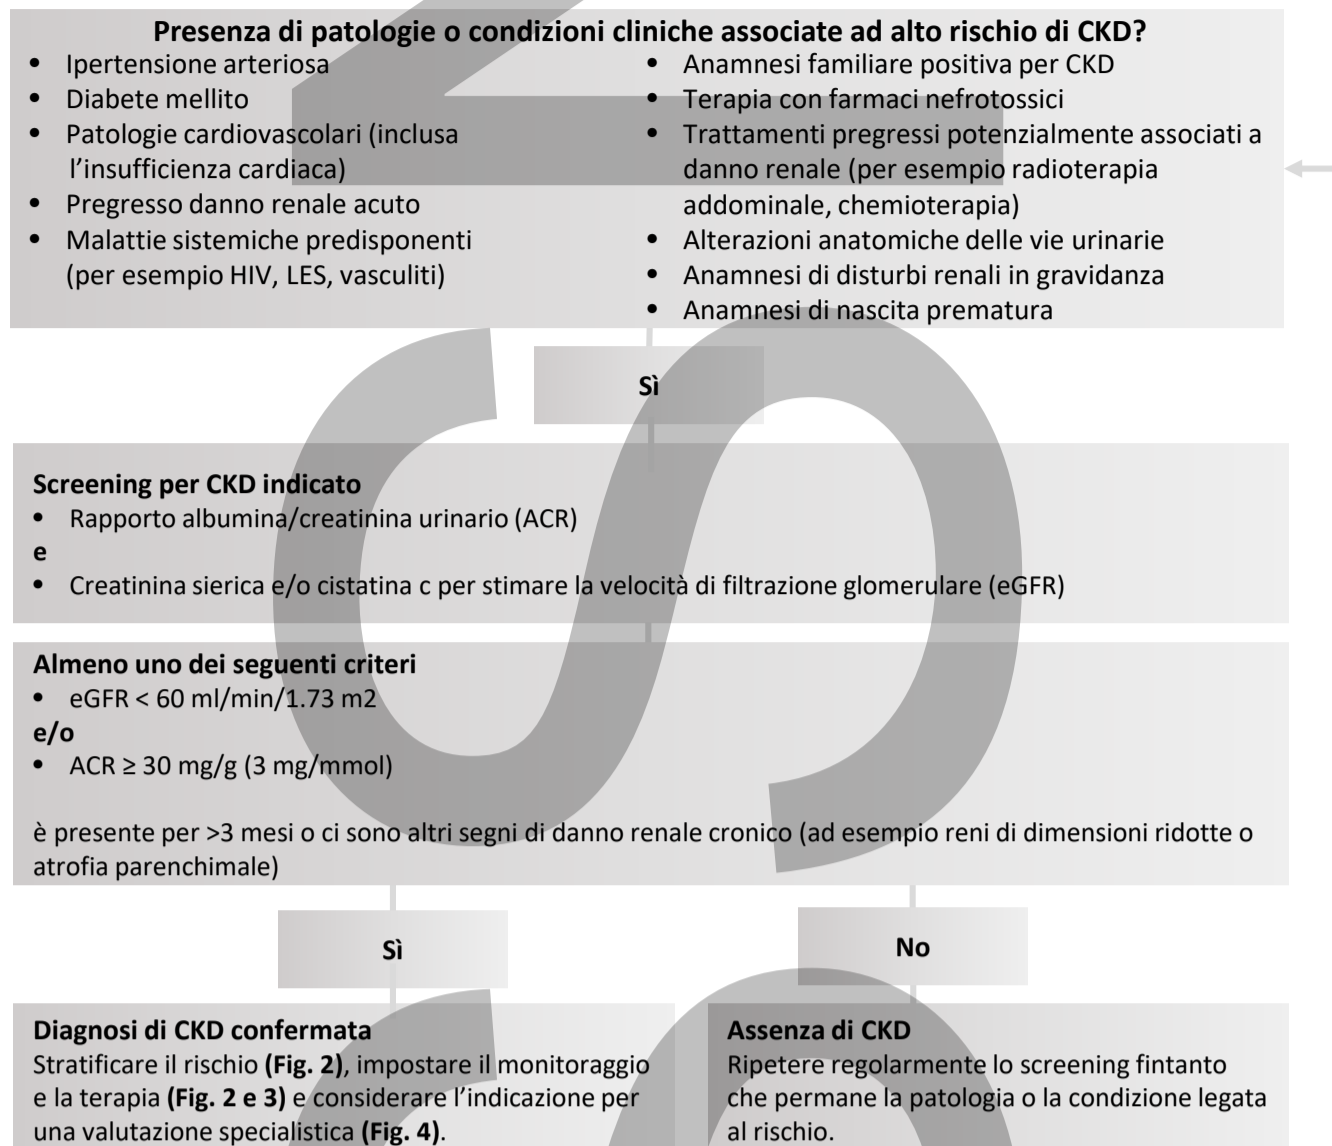 Presenza di patologie o condizioni cliniche associate ad alto rischio di CKD?
• Ipertensione arteriosa
• Diabete mellito
• Patologie cardiovascolari (inclusa
l'insufficienza cardiaca)
• Pregresso danno renale acuto
• Malattie sistemiche predisponenti
(per esempio HIV, LES, vasculiti)
• Anamnesi familiare positiva per CKD
• Terapia con farmaci nefrotossici
• Trattamenti pregressi potenzialmente associati a
danno renale (per esempio radioterapia
addominale, chemioterapia)
• Alterazioni anatomiche delle vie urinarie
• Anamnesi di disturbi renali in gravidanza
• Anamnesi di nascita prematura
Sì
Screening per CKD indicato
• Rapporto albumina/creatinina urinario (ACR)
e
• Creatinina sierica e/o cistatina c per stimare la velocità di filtrazione glomerulare (eGFR)
Almeno uno dei seguenti criteri
• eGFR < 60 ml/min/1.73 m2
e/o
• ACR ≥ 30 mg/g (3 mg/mmol)
è presente per >3 mesi o ci sono altri segni di danno renale cronico (ad esempio reni di dimensioni ridotte o
atrofia parenchimale)
Sì
No
Diagnosi di CKD confermata
Stratificare il rischio (Fig. 2), impostare il monitoraggio
e la terapia (Fig. 2 e 3) e considerare l'indicazione per
una valutazione specialistica (Fig. 4).
Assenza di CKD
Ripetere regolarmente lo screening fintanto
che permane la patologia o la condizione legata
al rischio.